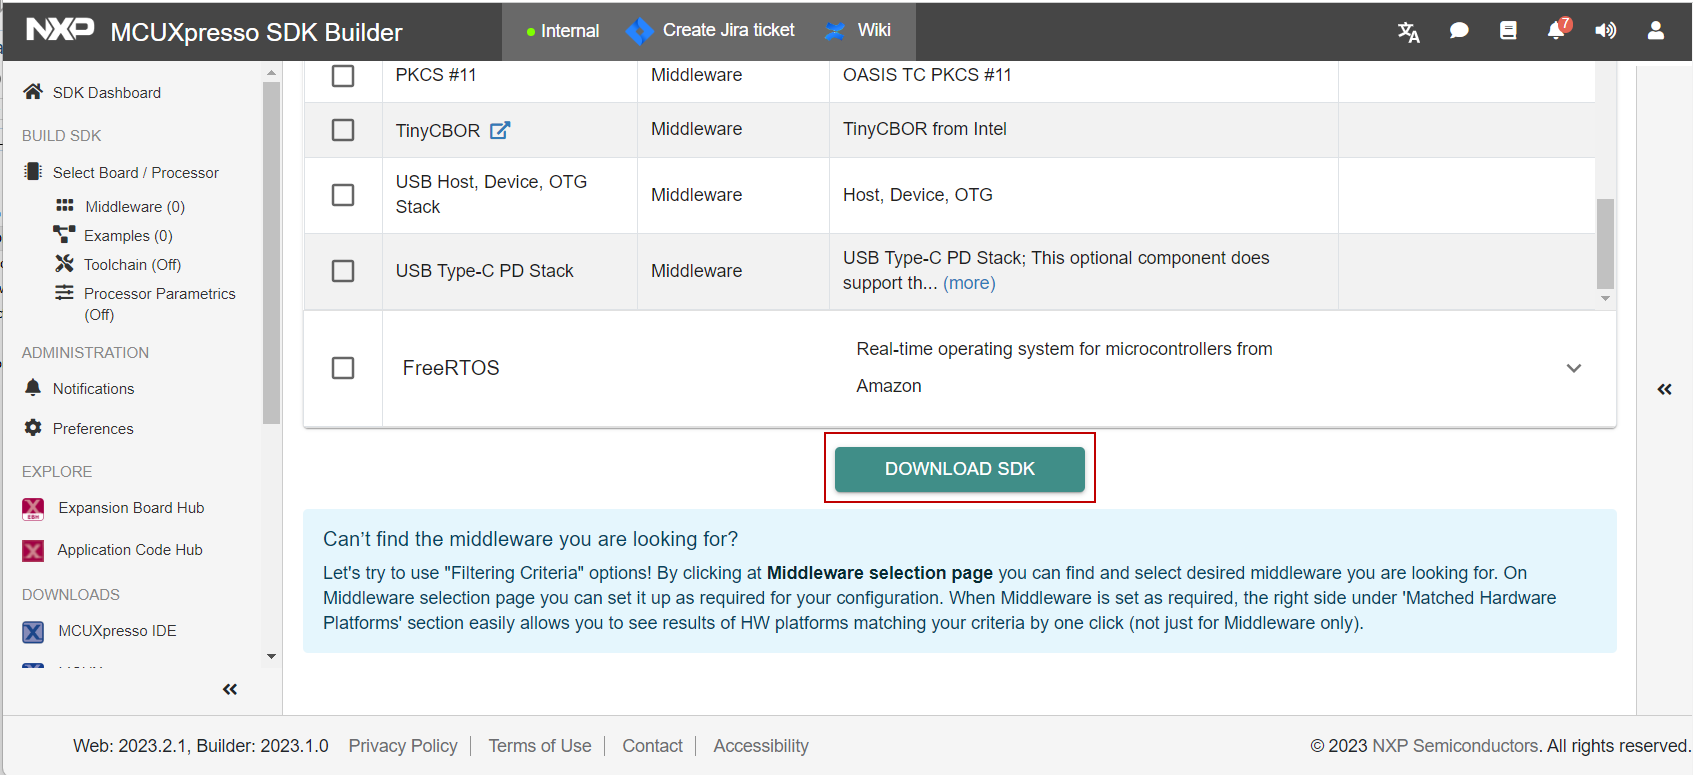 NXP MCUXpresso SDK Builder
Internal
Create Jira ticket
Wiki
7
SDK Dashboard
BUILD SDK
Select Board / Processor
Middleware (0)
Examples (0)
Toolchain (Off)
Processor Parametrics
(Off)
ADMINISTRATION
Notifications
Preferences
EXPLORE
Expansion Board Hub
Application Code Hub
DOWNLOADS
MCUXpresso IDE
PKCS #11 Middleware OASIS TC PKCS #11
TinyCBOR Middleware TinyCBOR from Intel
USB Host, Device, OTG
Stack
Middleware Host, Device, OTG
USB Type-C PD Stack Middleware
USB Type-C PD Stack; This optional component does
support th... (more)
FreeRTOS
Real-time operating system for microcontrollers from
Amazon
DOWNLOAD SDK
Can’t find the middleware you are looking for?
Let's try to use "Filtering Criteria" options! By clicking at Middleware selection page you can find and select desired middleware you are looking for. On
Middleware selection page you can set it up as required for your configuration. When Middleware is set as required, the right side under 'Matched Hardware
Platforms' section easily allows you to see results of HW platforms matching your criteria by one click (not just for Middleware only).
Web: 2023.2.1, Builder: 2023.1.0 Privacy Policy Terms of Use Contact Accessibility
© 2023 NXP Semiconductors. All rights reserved.